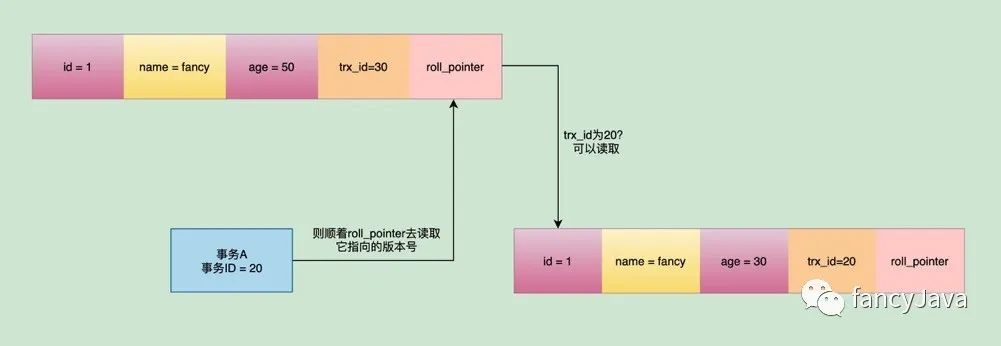 id = 1
name = fancy
age = 50
trx_id=30
roll_pointer
trx_id为20?
可以读取
则顺着roll_pointer去读取
它指向的版本号
事务A
事务ID = 20
id = 1
name = fancy
age = 30
trx_id=20
roll_pointer
fancyJava